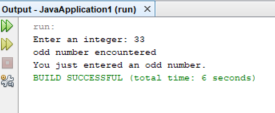 Output - JavaApplication1 (run) ×
run:
Enter an integer: 33
odd number encountered
You just entered an odd number.
BUILD SUCCESSFUL (total time: 6 seconds)